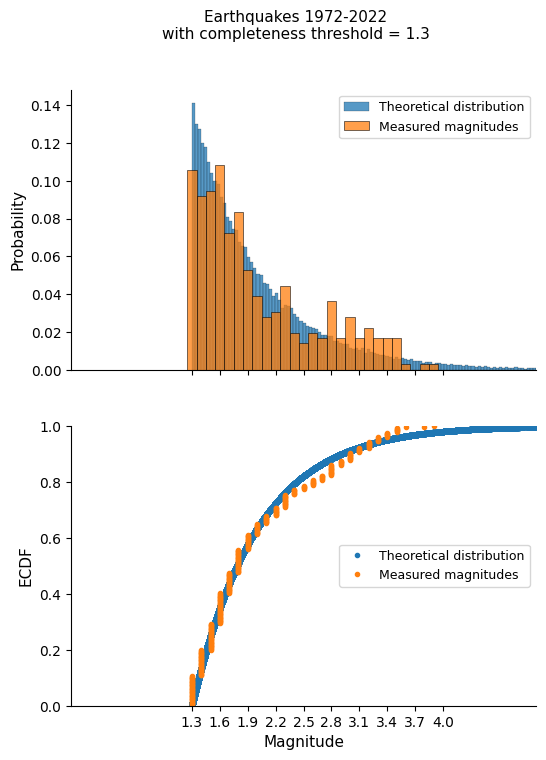 Earthquakes 1972-2022
with completeness threshold = 1.3
0.14
0.12
0.10
0.08
0.06
0.04
0.02
0.00
Probability
Theoretical distribution
Measured magnitudes
1.0
0.8
0.6
0.4
0.2
0.0
ECDF
Theoretical distribution
Measured magnitudes
1.3 1.6 1.9 2.2 2.5 2.8 3.1 3.4 3.7 4.0
Magnitude